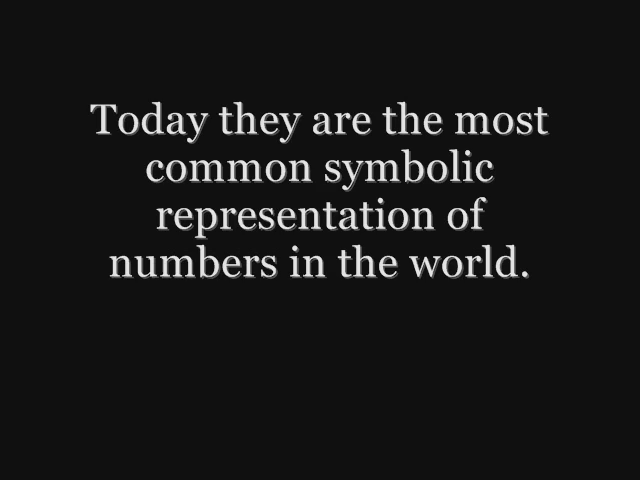 Today they are the most
common symbolic
representation of
numbers in the world.